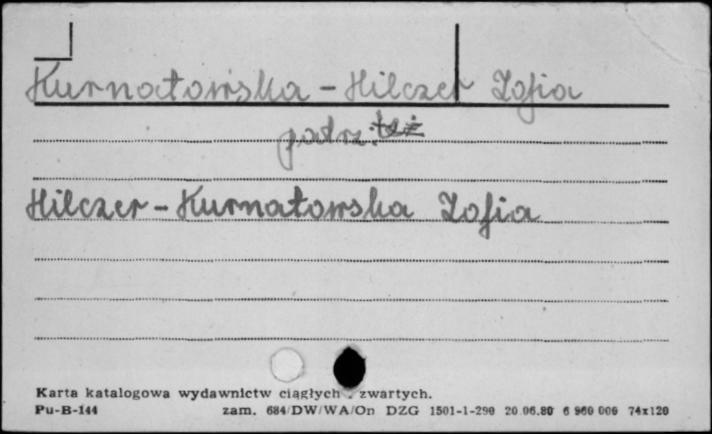 Kurnatowska - Hilczer Zofia
patrz też
Hilczer - Kurnatowska Zofia
Karta katalogowa wydawnictw ciągłych i zwartych.
Pu-B-144 zam. 684/DW/WA/On DZG 1501-1-290 20.06.80 6 960 000 74x120